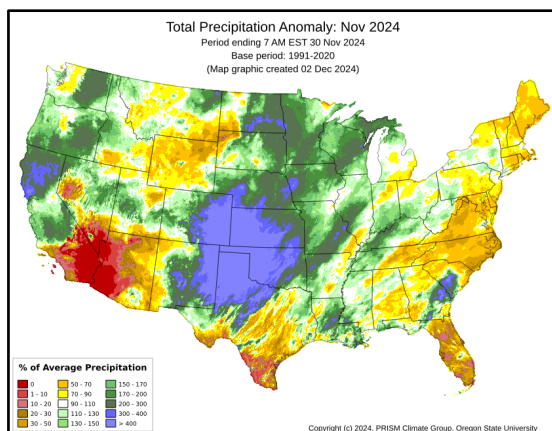 Total Precipitation Anomaly: Nov 2024
Period ending 7 AM EST 30 Nov 2024
Base period: 1991-2020
(Map graphic created 02 Dec 2024)
% of Average Precipitation
0
1 - 10
10 - 20
20 - 30
30 - 50
50 - 70
70 - 90
90 - 110
110 - 130
130 - 150
150 - 170
170 - 200
200 - 300
300 - 400
> 400
Copyright (c) 2024, PRISM Climate Group, Oregon State University